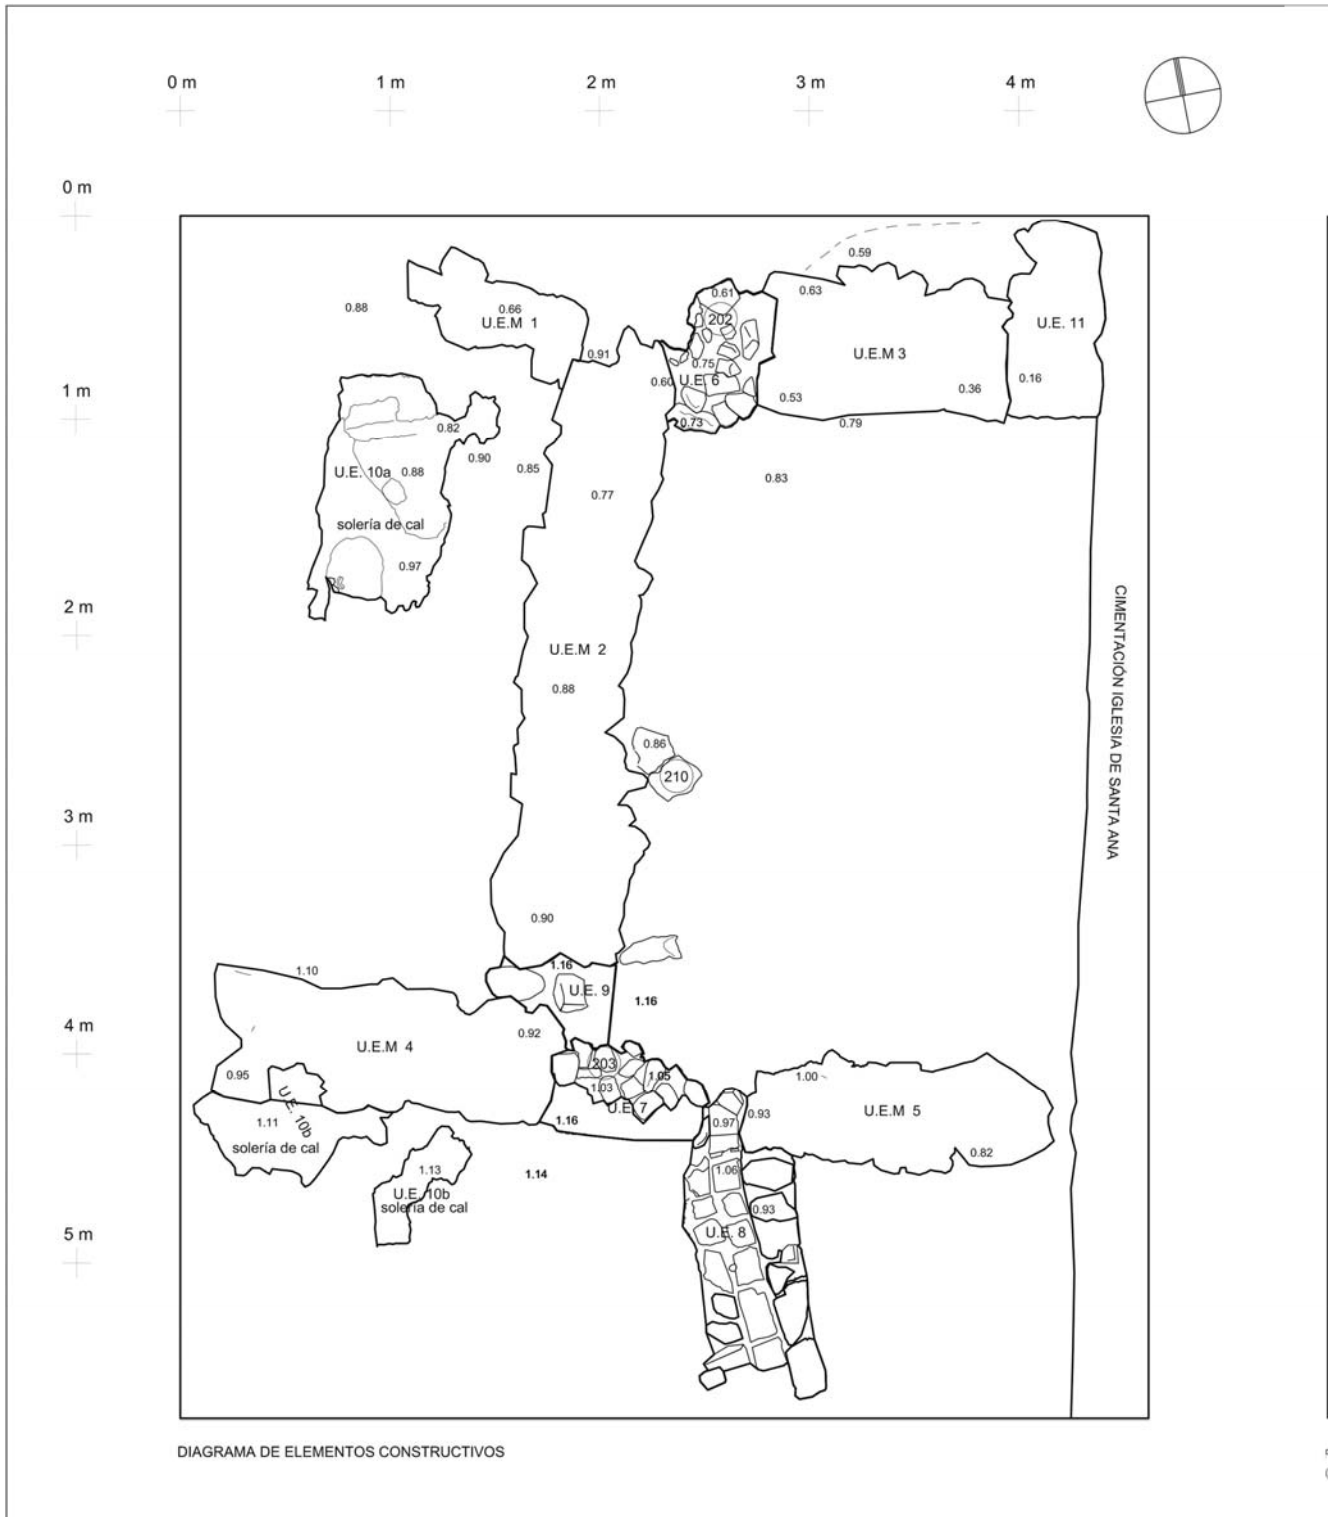 0 m 1 m 2 m 3 m 4 m
0 m
0.59
0.88
0.66
U.E.M 1
0.61
202
0.63
U.E. 11
0.91
U.E.M 3
0.75
0.60
U.E. 6
0.36
0.16
1 m
0.53
0.73
0.79
0.82
0.90
0.85
U.E. 10a
0.88
0.83
0.77
solería de cal
0.97
2 m
U.E.M 2
0.88
CIMENTACIÓN IGLESIA DE SANTA ANA
0.86
210
3 m
0.90
1.10
1.16
U.E. 9
1.16
4 m
0.92
U.E.M 4
203
0.95
1.03
1.05
1.00
U.E. 10b
U.E. 7
U.E.M 5
1.11
1.16
0.97
0.93
solería de cal
0.82
1.13
1.14
1.06
U.E. 10b
solería de cal
0.93
5 m
U.E. 8
DIAGRAMA DE ELEMENTOS CONSTRUCTIVOS